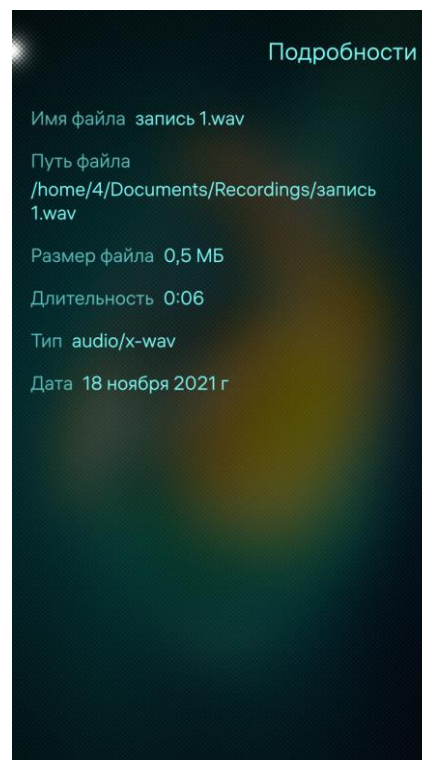 Подробности
Имя файла запись 1.wav
Путь файла
/home/4/Documents/Recordings/запись
1.wav
Размер файла 0,5 МБ
Длительность 0:06
Тип audio/x-wav
Дата 18 ноября 2021 г